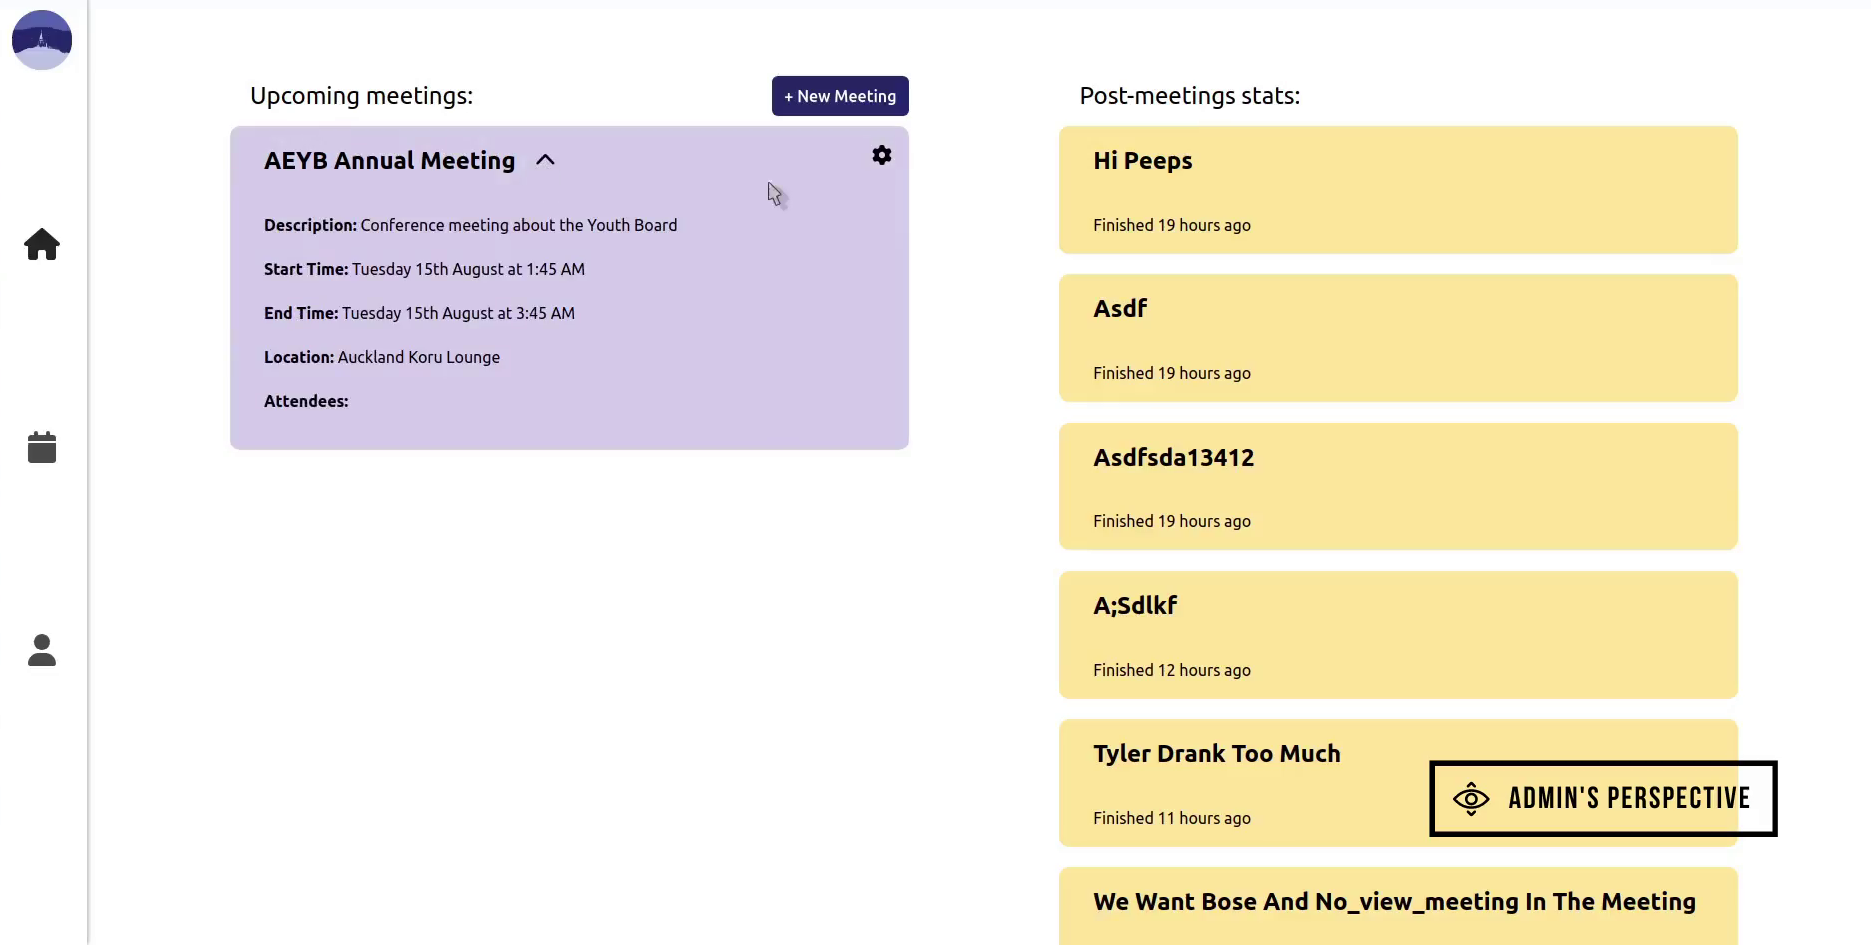 Upcoming meetings:
+ New Meeting
AEYB Annual Meeting
Description: Conference meeting about the Youth Board
Start Time: Tuesday 15th August at 1:45 AM
End Time: Tuesday 15th August at 3:45 AM
Location: Auckland Koru Lounge
Attendees:
Post-meetings stats:
Hi Peeps
Finished 19 hours ago
Asdf
Finished 19 hours ago
Asdfsda13412
Finished 19 hours ago
A;Sdlkf
Finished 12 hours ago
Tyler Drank Too Much
Finished 11 hours ago
ADMIN'S PERSPECTIVE
We Want Bose And No_view_meeting In The Meeting